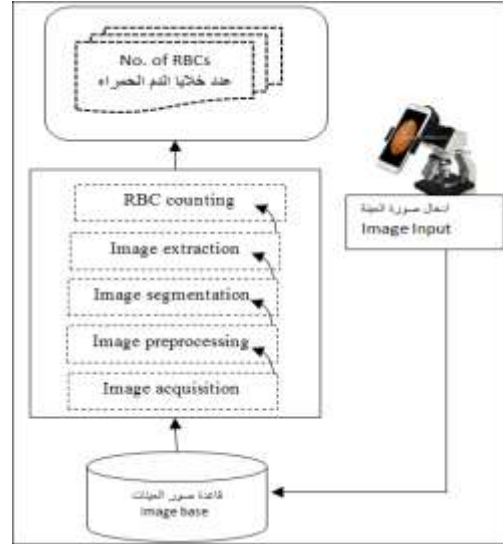 No. of RBCs
عدد خلايا الدم الحمراء
RBC counting
Image extraction
Image segmentation
Image preprocessing
Image acquisition
ادخال صورة العينة
Image Input
قاعدة صور العينات
Image base